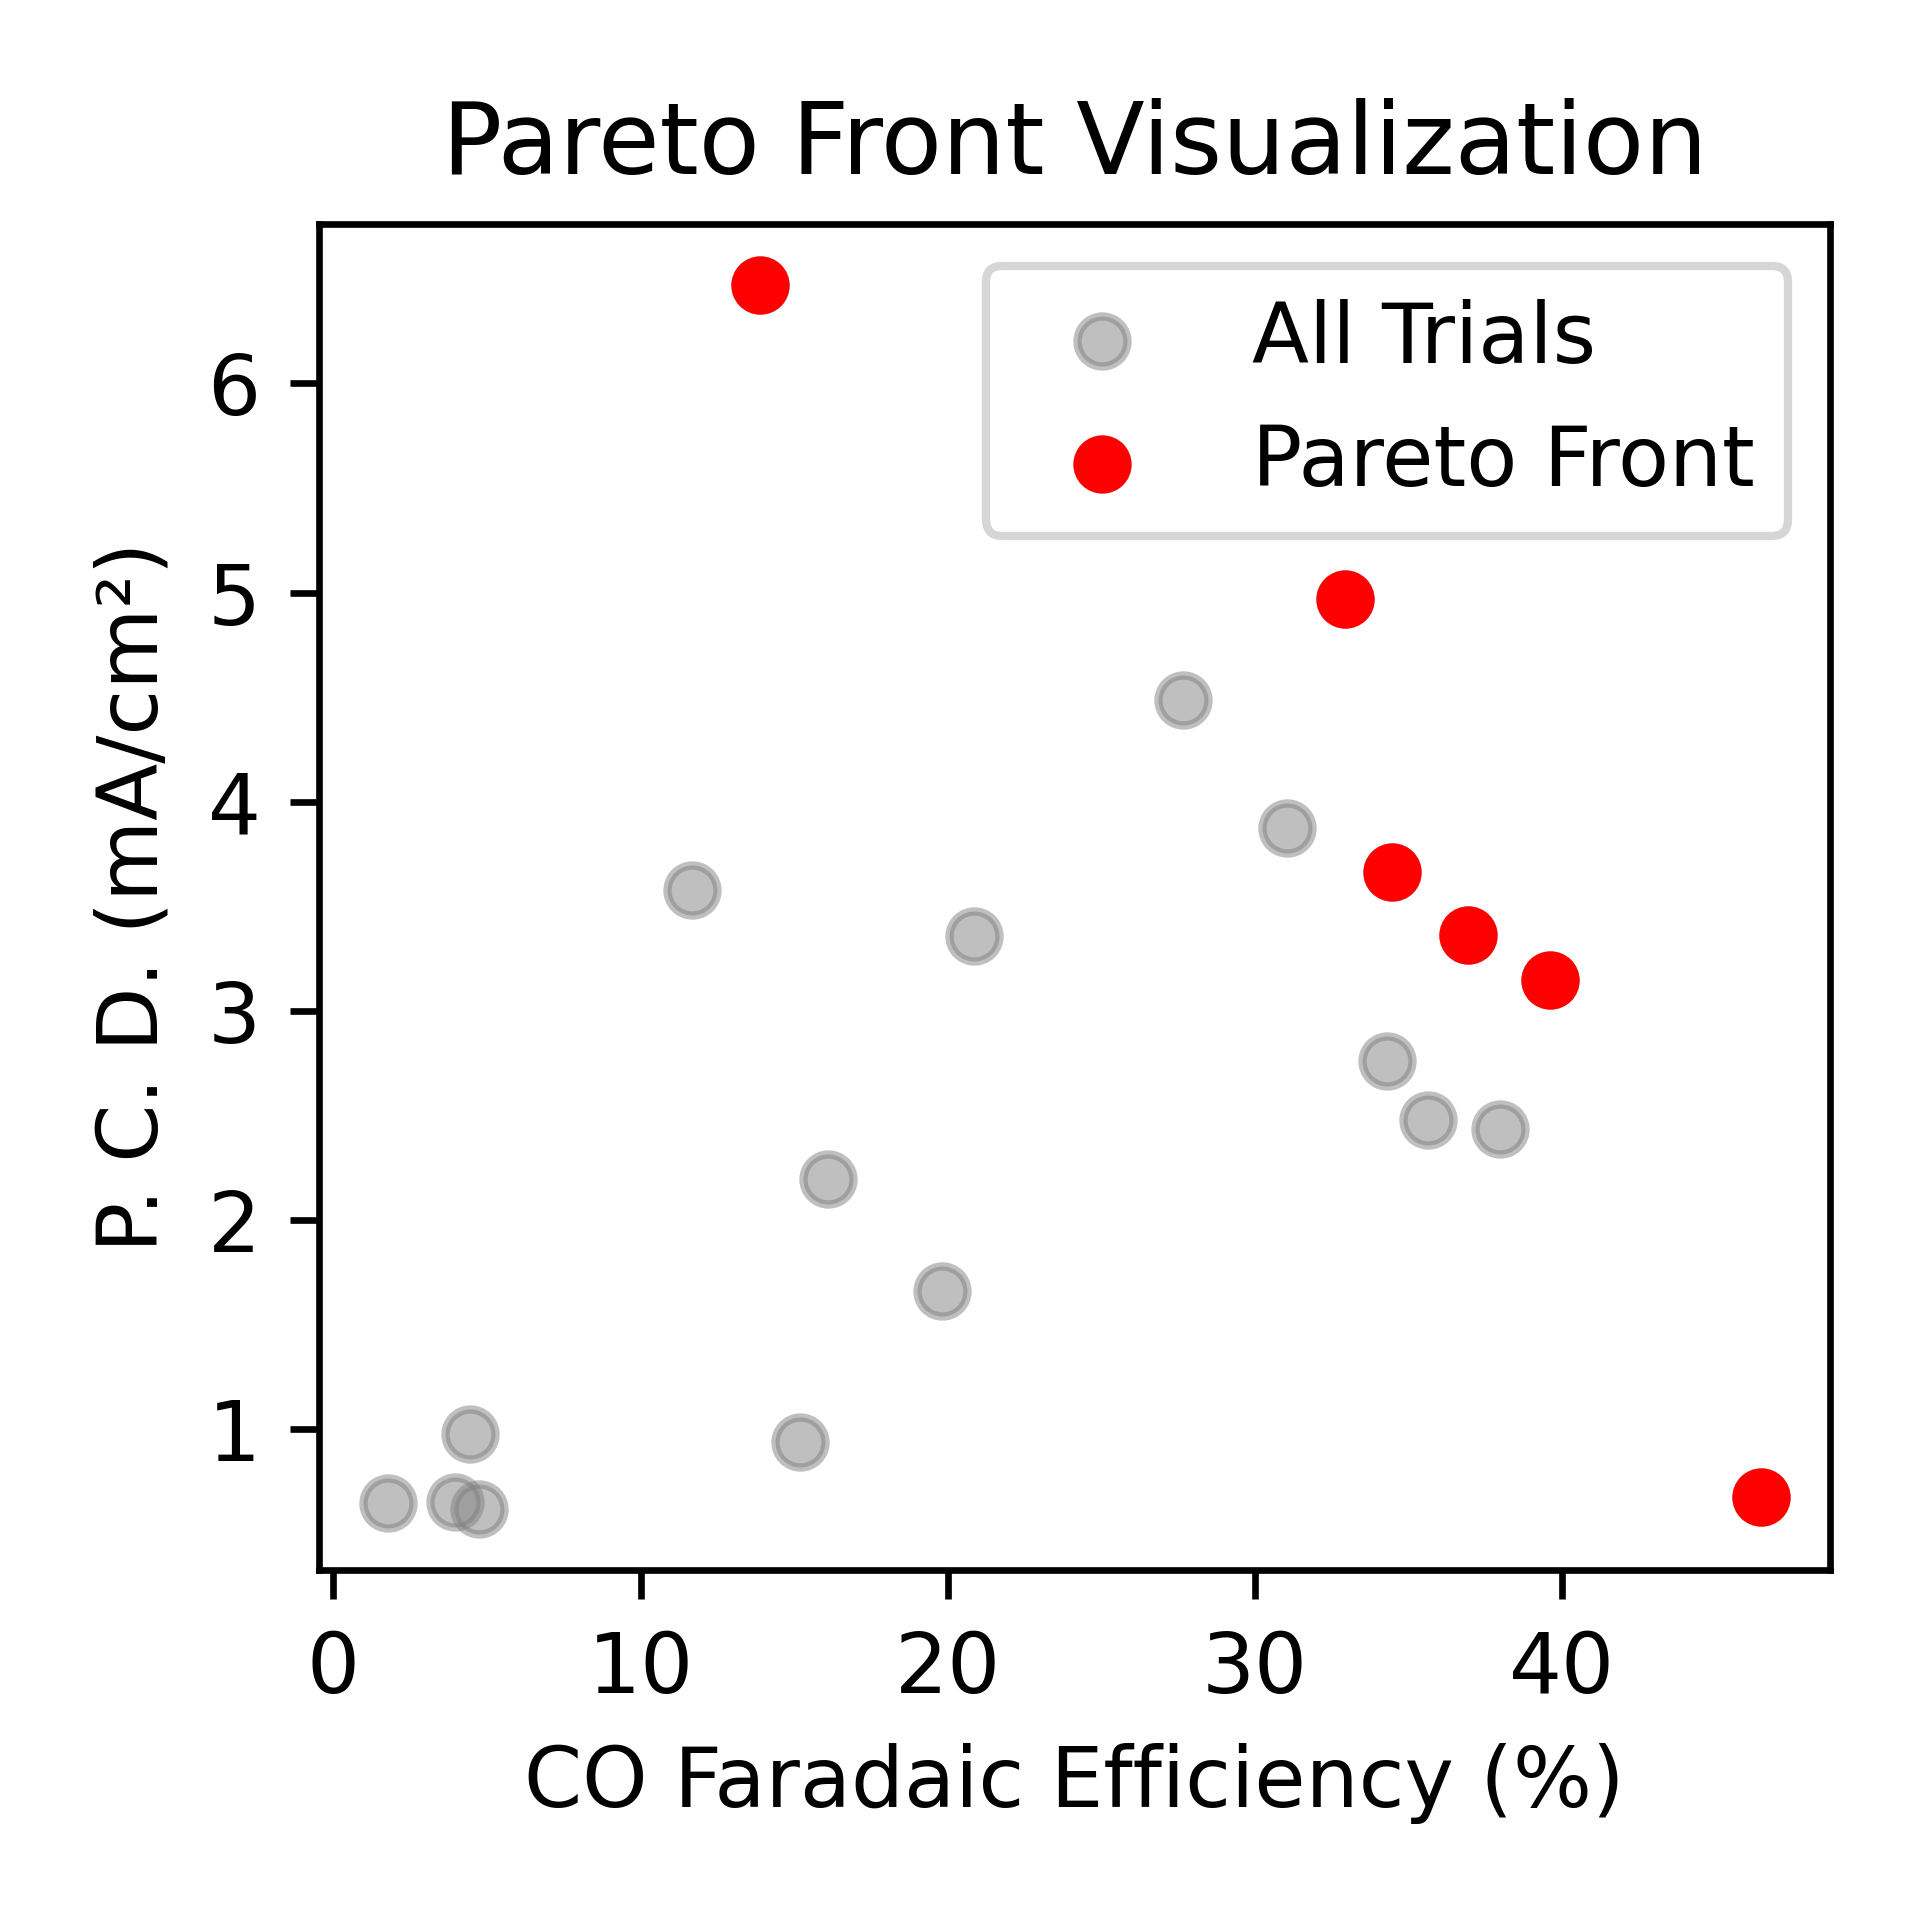 Pareto Front Visualization
All Trials
Pareto Front
P. C. D. (mA/cm²)
6
5
4
3
2
1
0 10 20 30 40
CO Faradaic Efficiency (%)